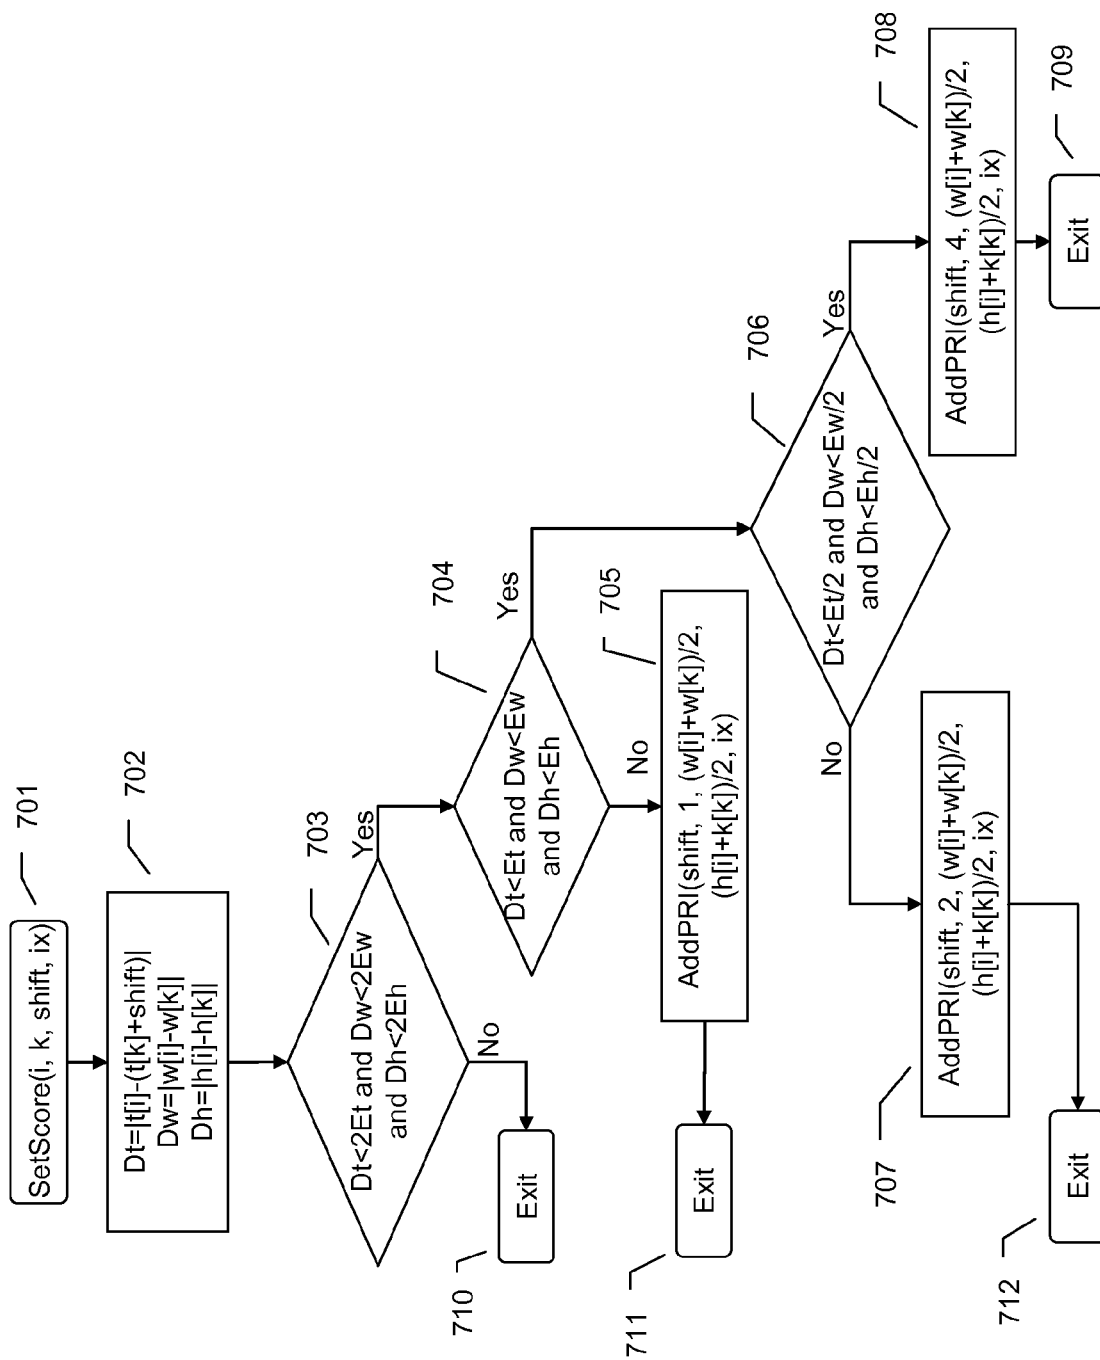 SetScore(i, k, shift, ix)
701
Dt=|t[i]-(t[k]+shift)|
Dw=|w[i]-w[k]|
Dh=|h[i]-h[k]|
702
Dt<2Et and Dw<2Ew
and Dh<2Eh
703
Yes
No
Exit
710
Dt<Et and Dw<Ew
and Dh<Eh
704
Yes
No
AddPRI(shift, 1, (w[i]+w[k])/2,
(h[i]+k[k])/2, ix)
705
Exit
711
Dt<Et/2 and Dw<Ew/2
and Dh<Eh/2
706
Yes
No
AddPRI(shift, 2, (w[i]+w[k])/2,
(h[i]+k[k])/2, ix)
707
Exit
712
AddPRI(shift, 4, (w[i]+w[k])/2,
(h[i]+k[k])/2, ix)
708
Exit
709